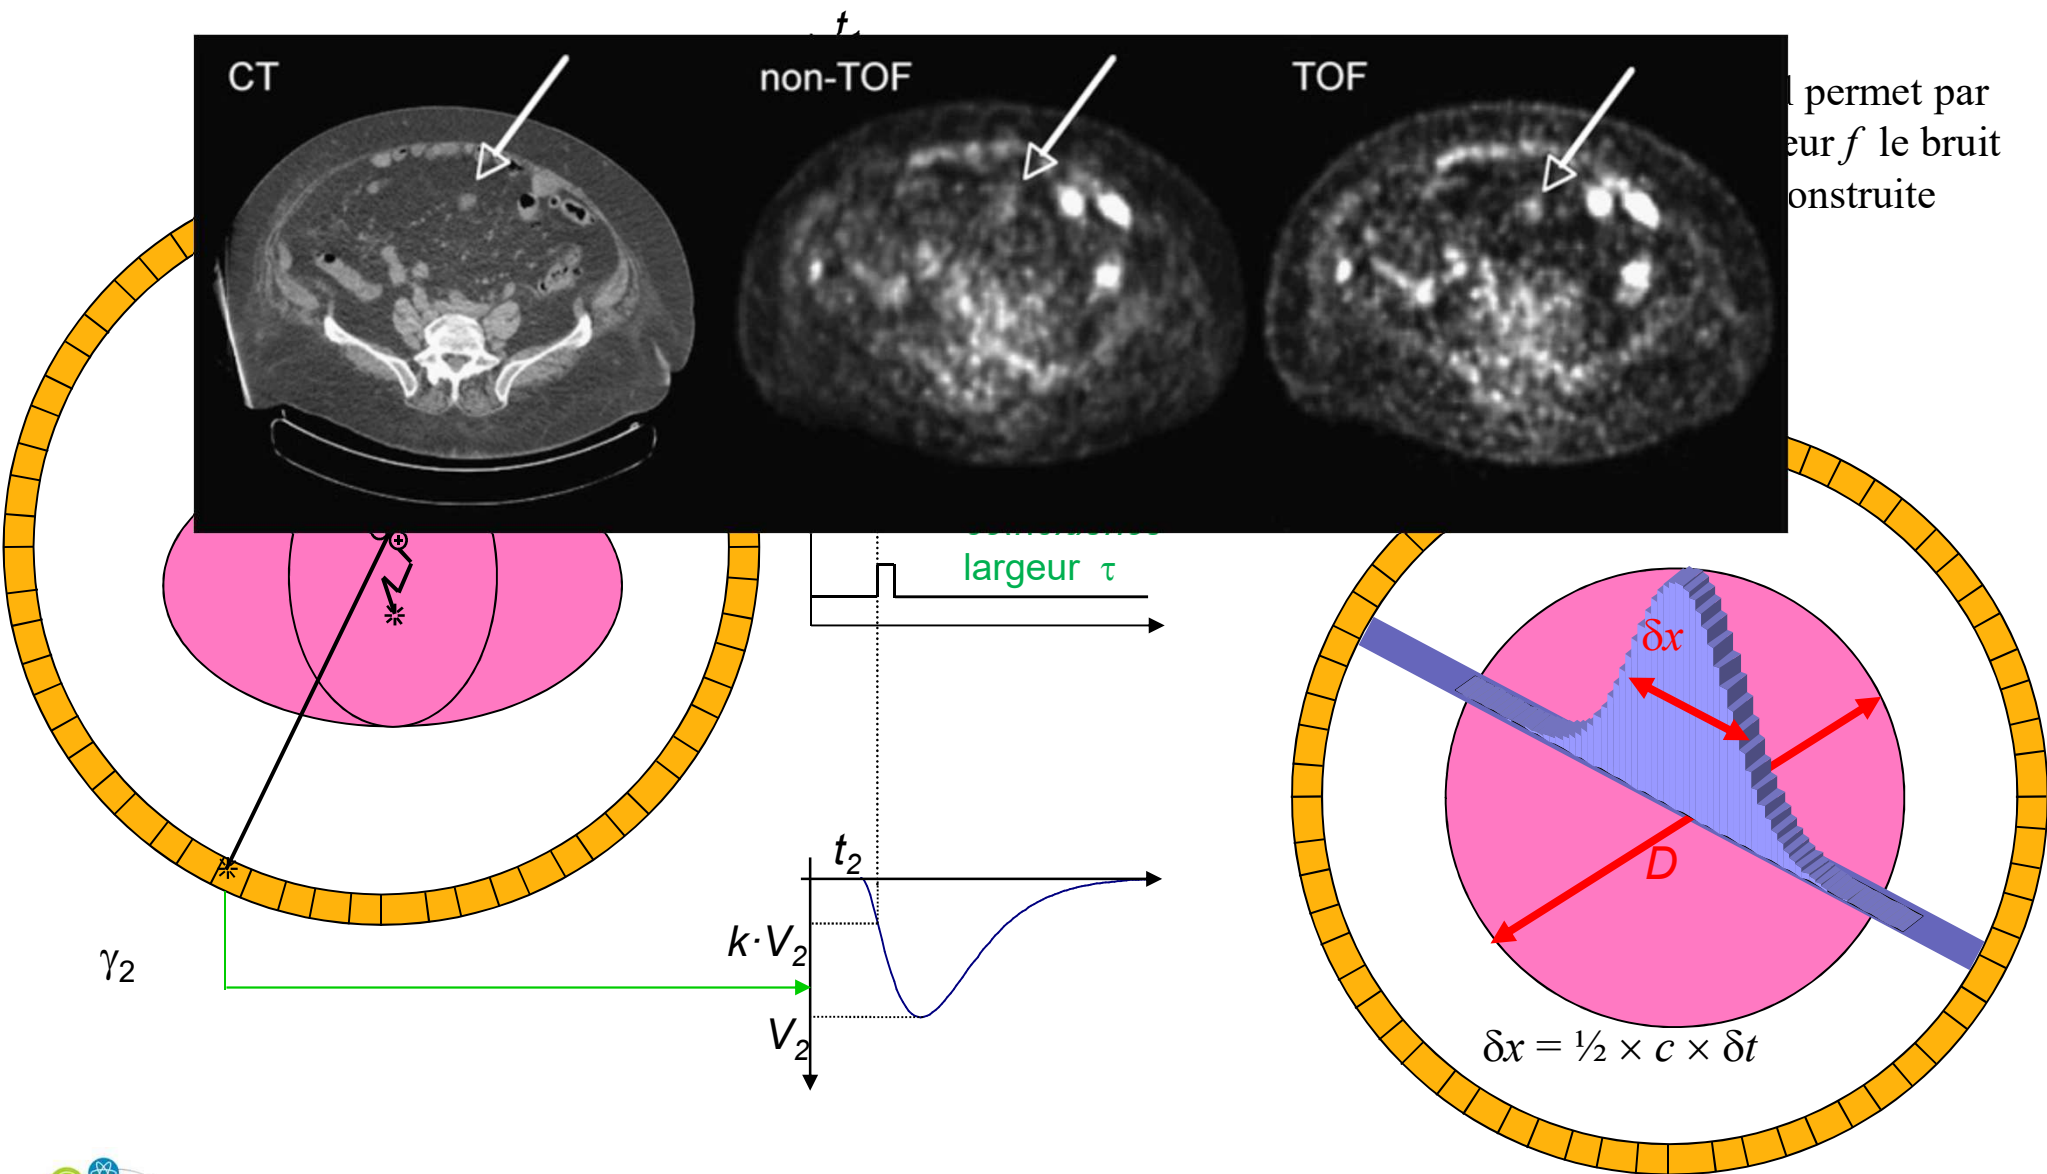 t
CT
non-TOF
TOF
permet par
eur f le bruit
onstruite
largeur τ
δx
t₂
D
k·V₂
γ₂
V₂
δx = ½ × c × δt